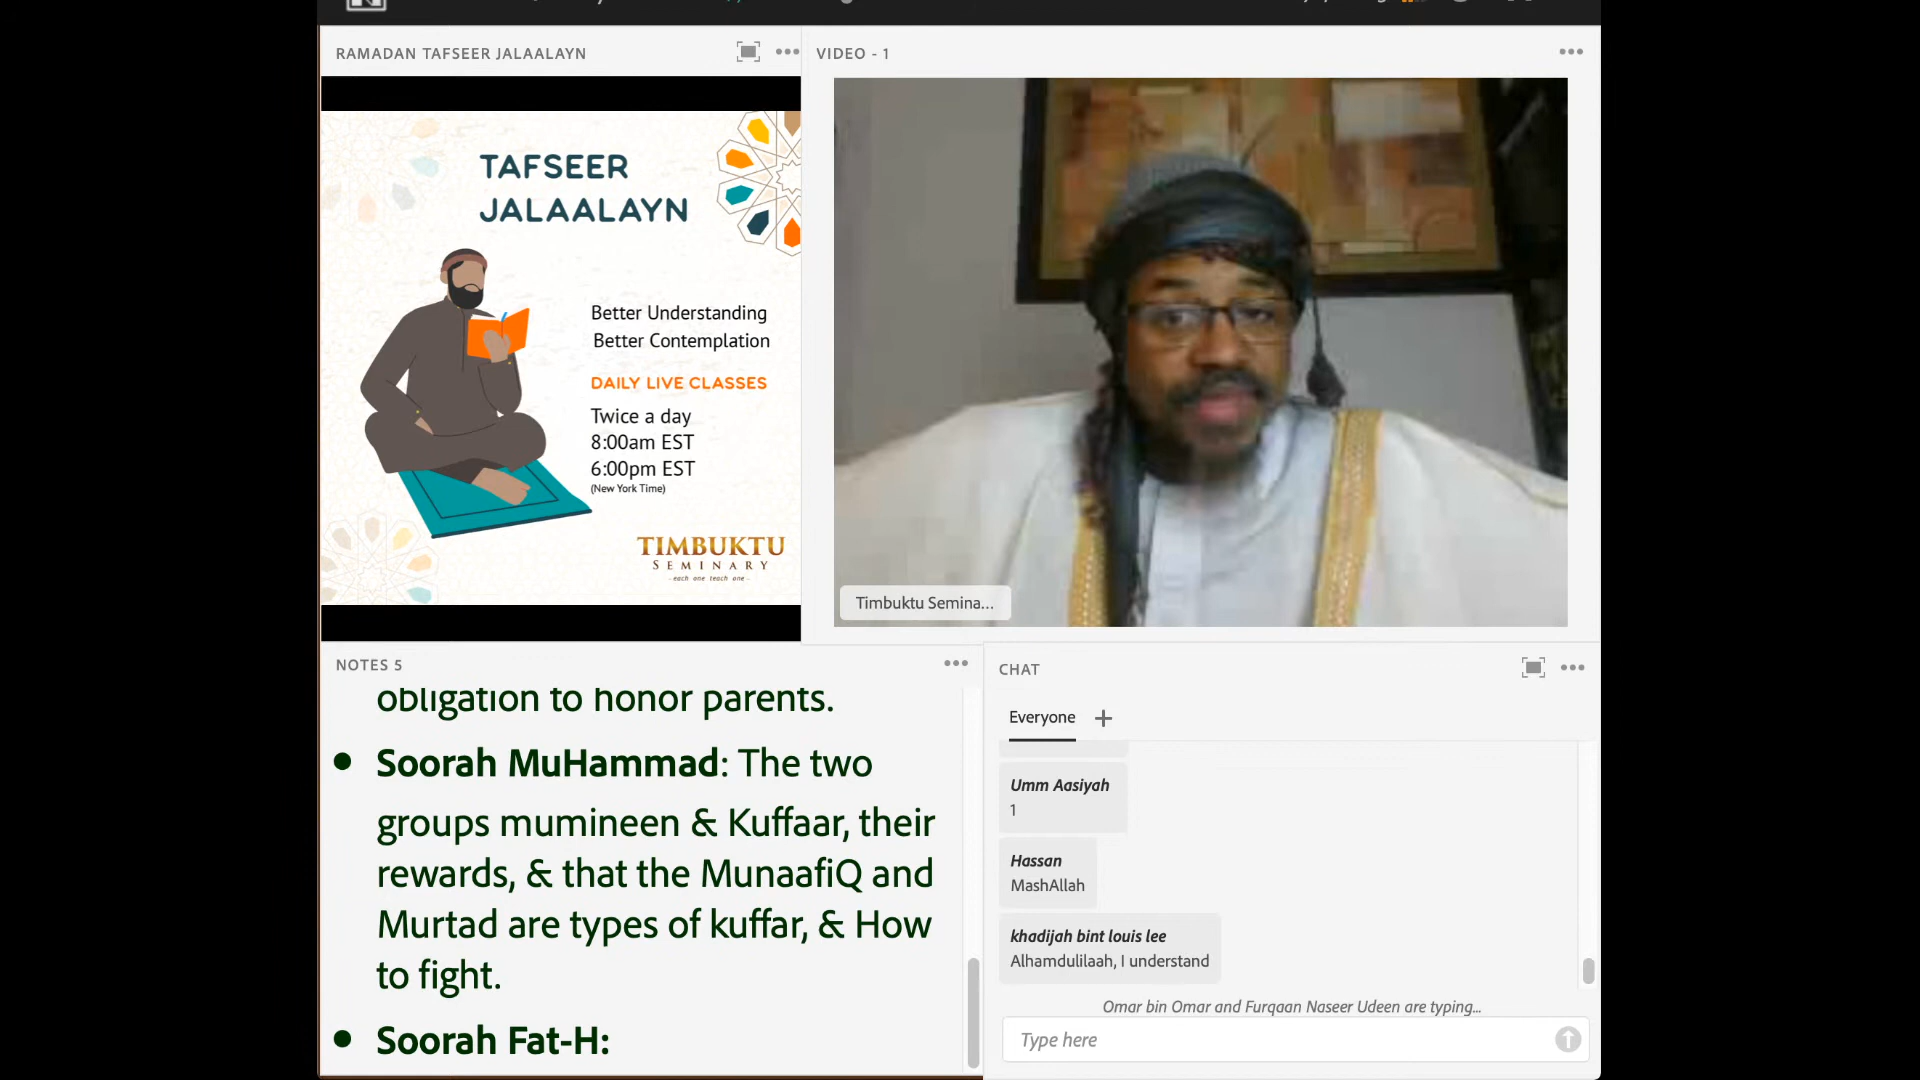 RAMADAN TAFSEER JALAALAYN
TAFSEER
JALAALAYN
Better Understanding
Better Contemplation
DAILY LIVE CLASSES
Twice a day
8:00am EST
6:00pm EST
(New York Time)
TIMBUKTU
SEMINARY
- each one teach one -
VIDEO - 1
Timbuktu Semina...
NOTES 5
obligation to honor parents.
• Soorah MuHammad: The two
groups mumineen & Kuffaar, their
rewards, & that the MunaafiQ and
Murtad are types of kuffar, & How
to fight.
• Soorah Fat-H:
CHAT
Everyone
Umm Aasiyah
1
Hassan
MashAllah
khadijah bint louis lee
Alhamdulilaah, I understand
Omar bin Omar and Furqaan Naseer Udeen are typing...
Type here